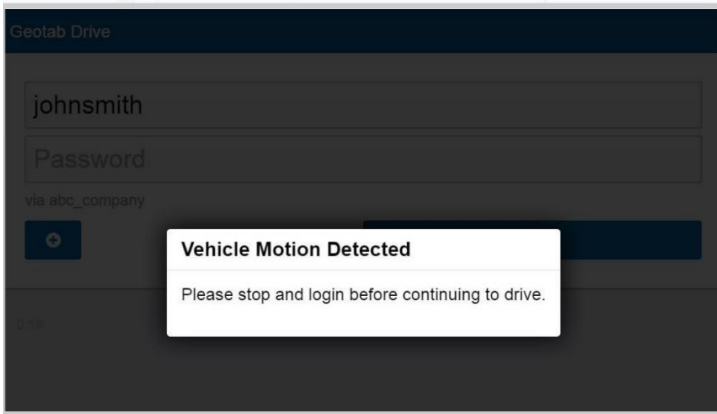 Geotab Drive
johnsmith
Password
via abc_company
Vehicle Motion Detected
Please stop and login before continuing to drive.